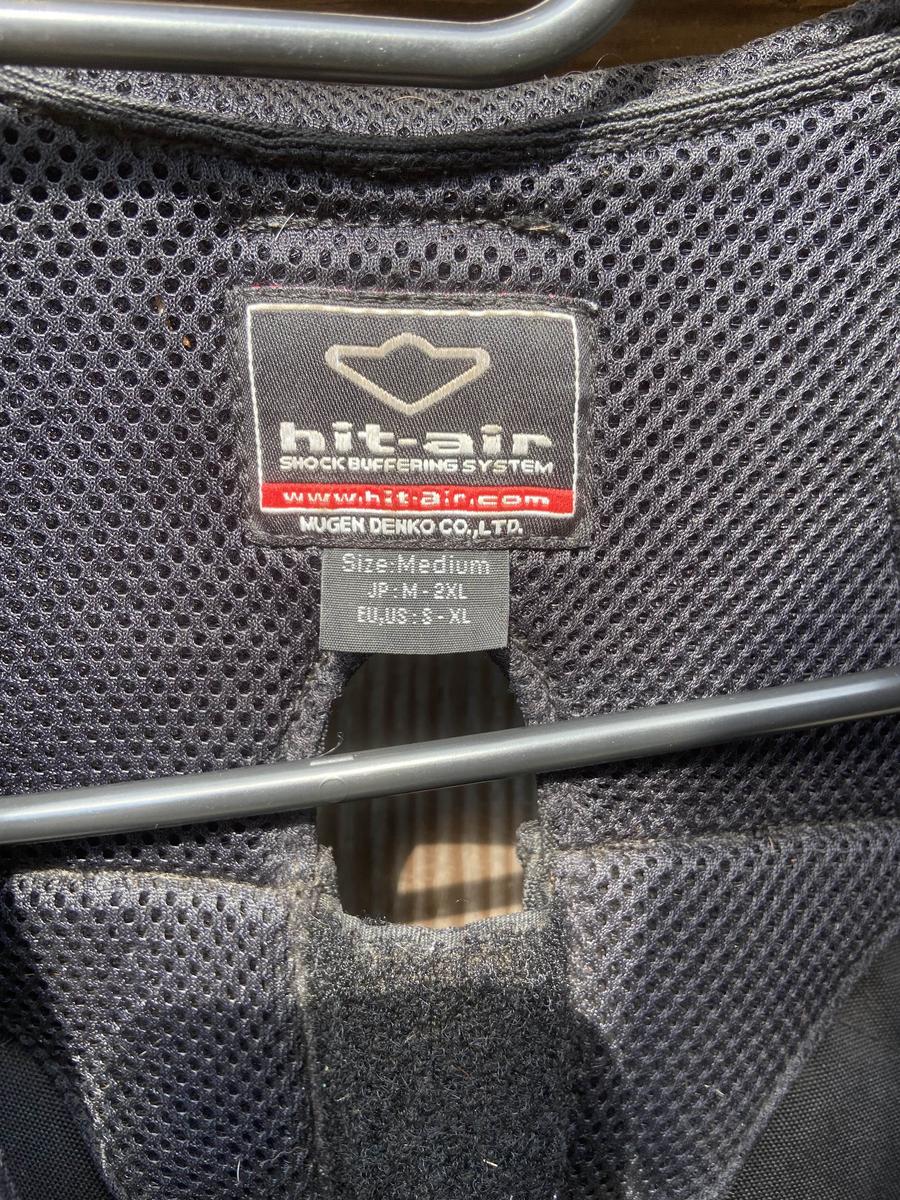 hit-air
SHOCK BUFFERING SYSTEM
www.hit-air.com
MUGEN DENKO CO.,LTD.
Size:Medium
JP : M - 2XL
EU,US : S - XL